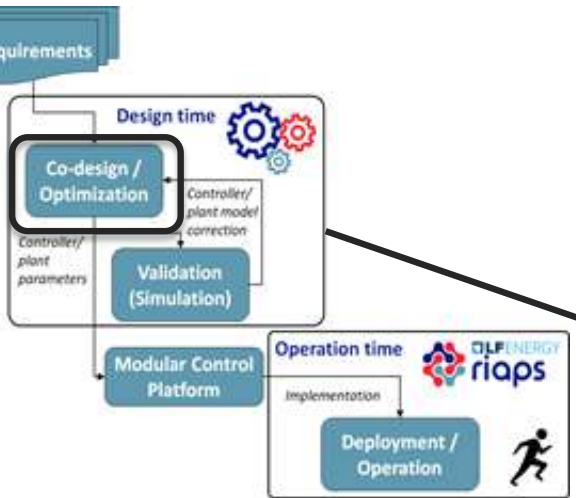 quirements
Design time
Co-design /
Optimization
Controller/
plant model
correction
Controller/
plant
parameters
Validation
(Simulation)
Modular Control
Platform
Operation time
LFENERGY
riaps
Implementation
Deployment /
Operation